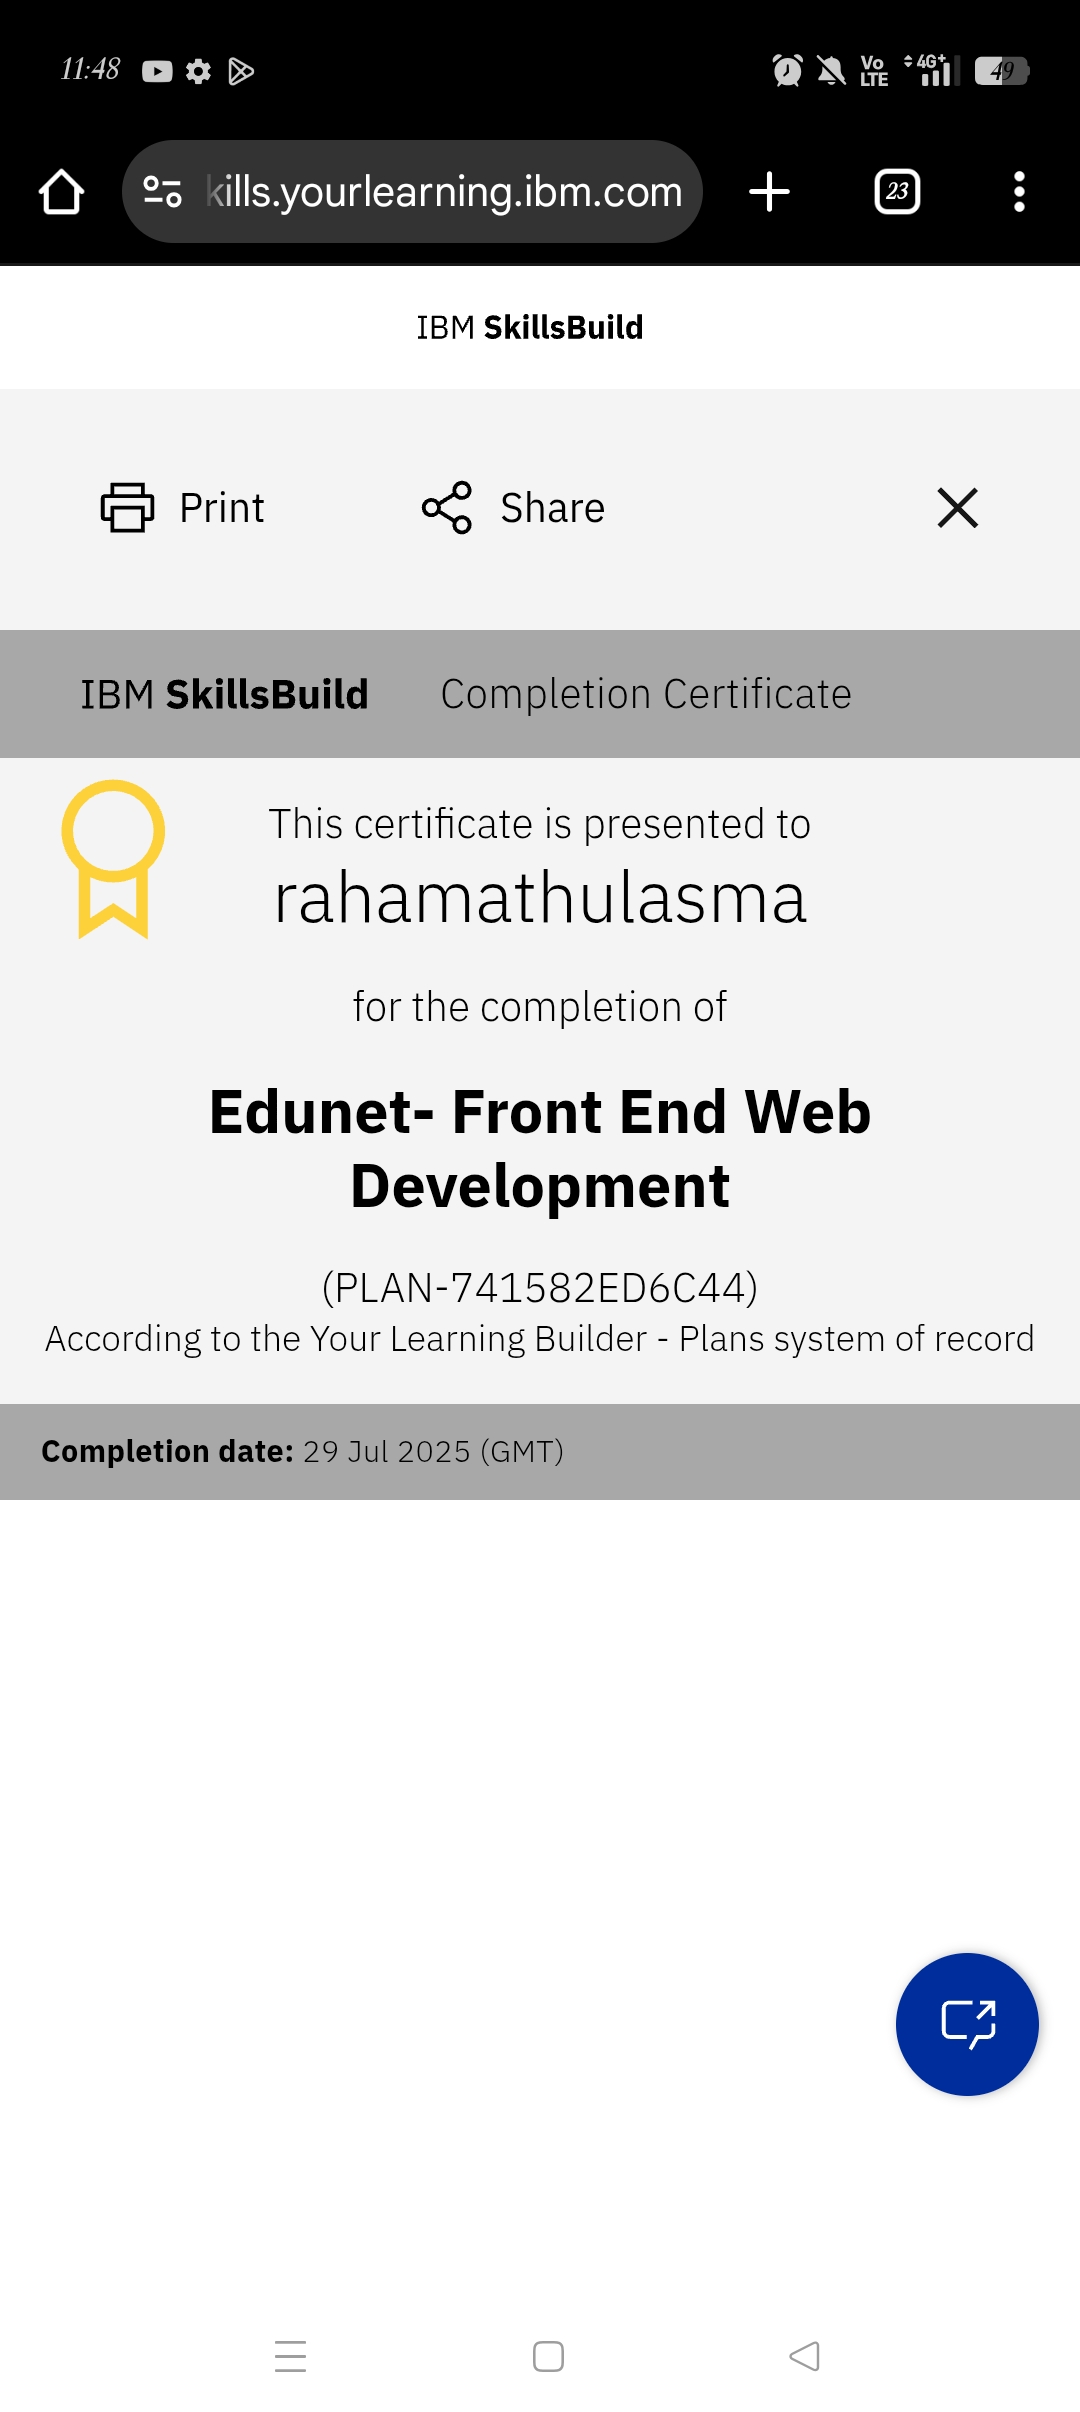 11:48
Vo
LTE
4G+
49
kills.yourlearning.ibm.com
23
IBM SkillsBuild
Print
Share
IBM SkillsBuild Completion Certificate
This certificate is presented to
rahamathulasma
for the completion of
Edunet- Front End Web
Development
(PLAN-741582ED6C44)
According to the Your Learning Builder - Plans system of record
Completion date: 29 Jul 2025 (GMT)